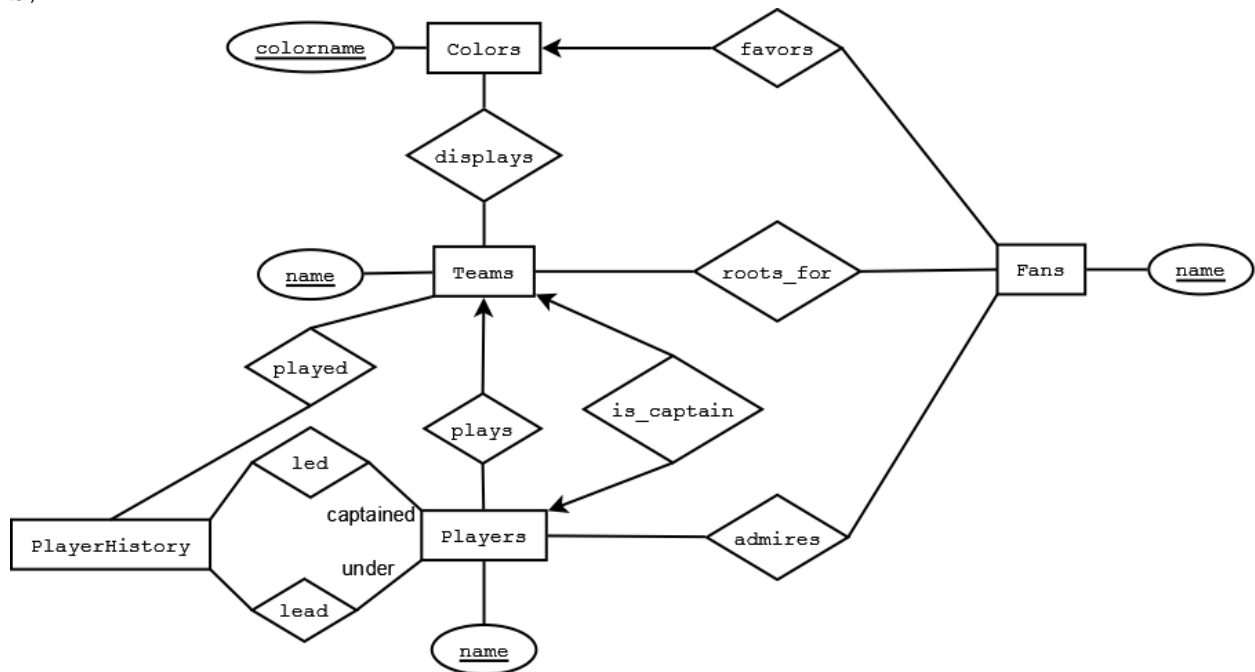 colorname
Colors
favors
displays
name
Teams
roots_for
Fans
name
played
is_captain
plays
led
captained
PlayerHistory
Players
admires
under
lead
name